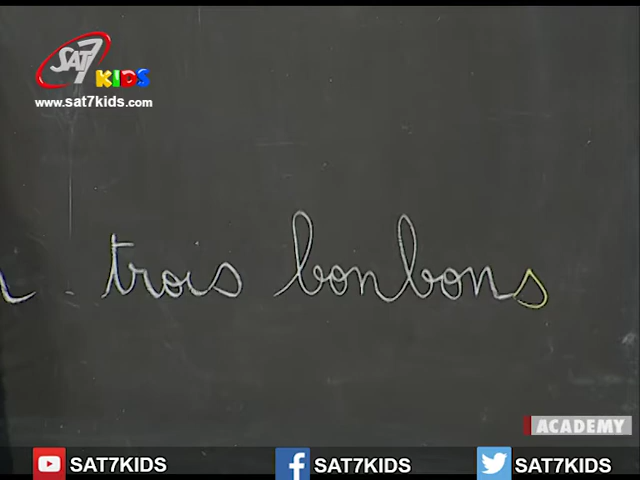 SAT7 KIDS
www.sat7kids.com
- trois bonbons
ACADEMY
SAT7KIDS SAT7KIDS SAT7KIDS